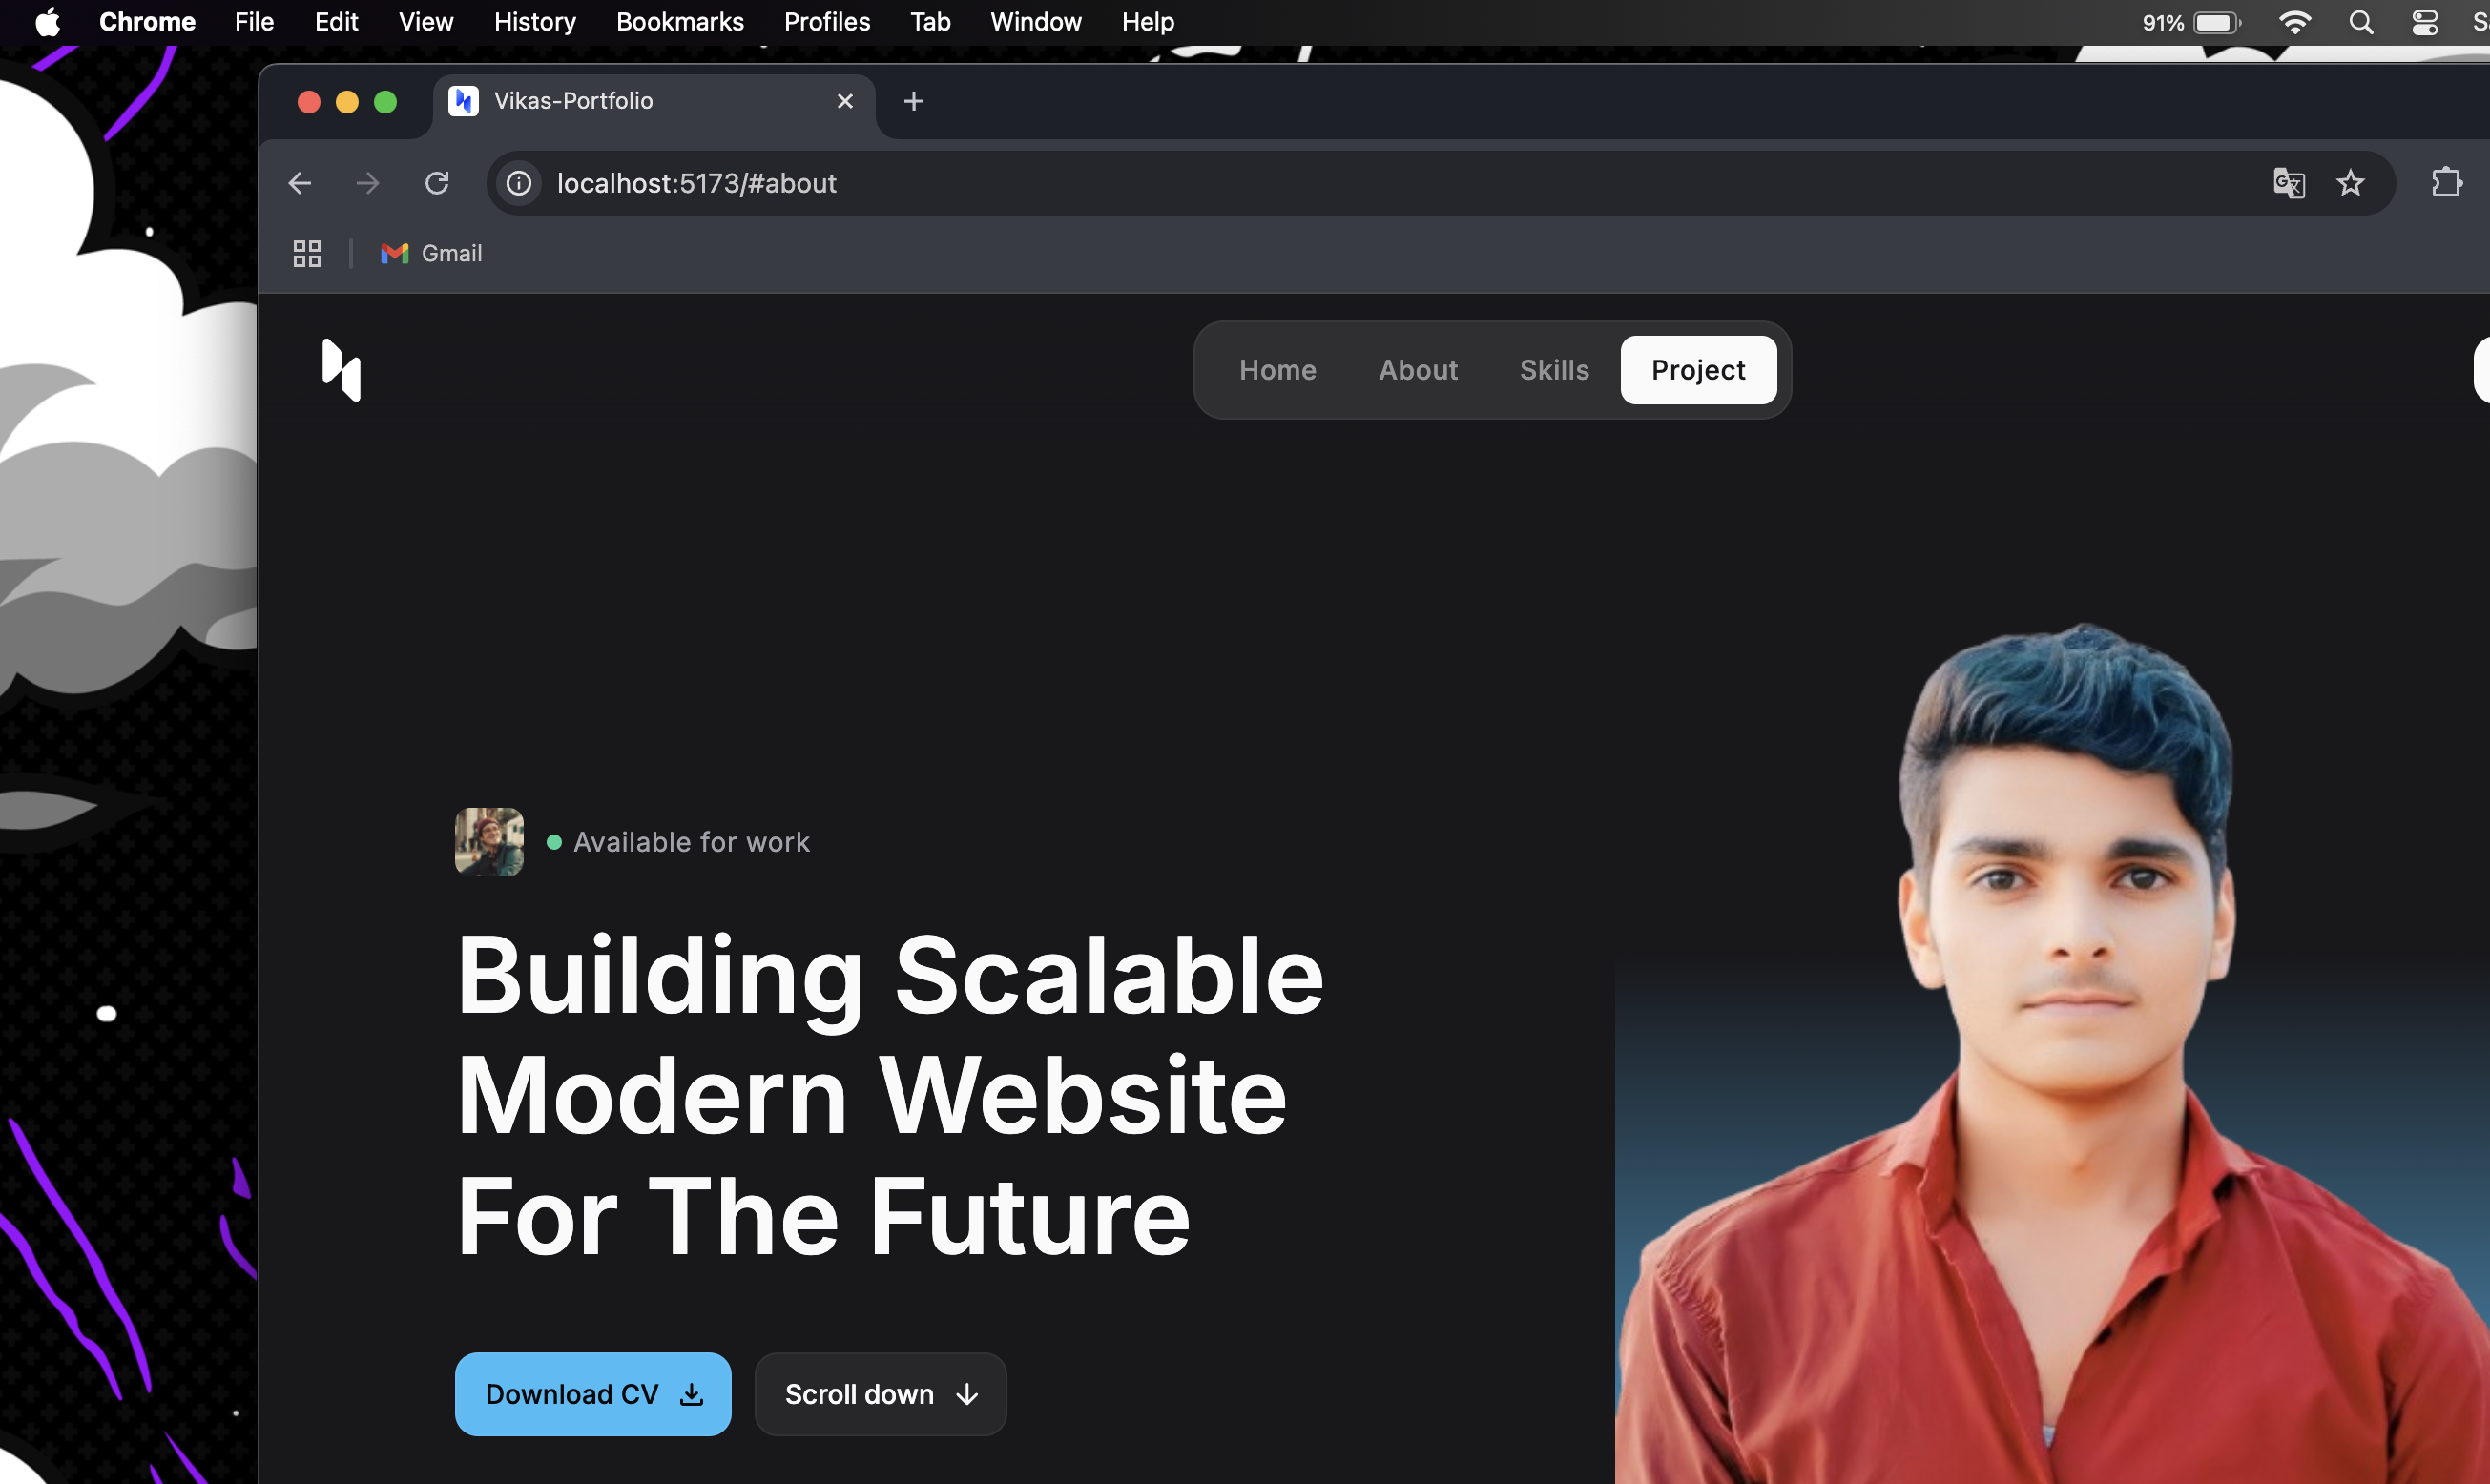 Chrome File Edit View History Bookmarks Profiles Tab Window Help 91%
Vikas-Portfolio
localhost:5173/#about
Gmail
Home About Skills Project
Available for work
Building Scalable
Modern Website
For The Future
Download CV Scroll down